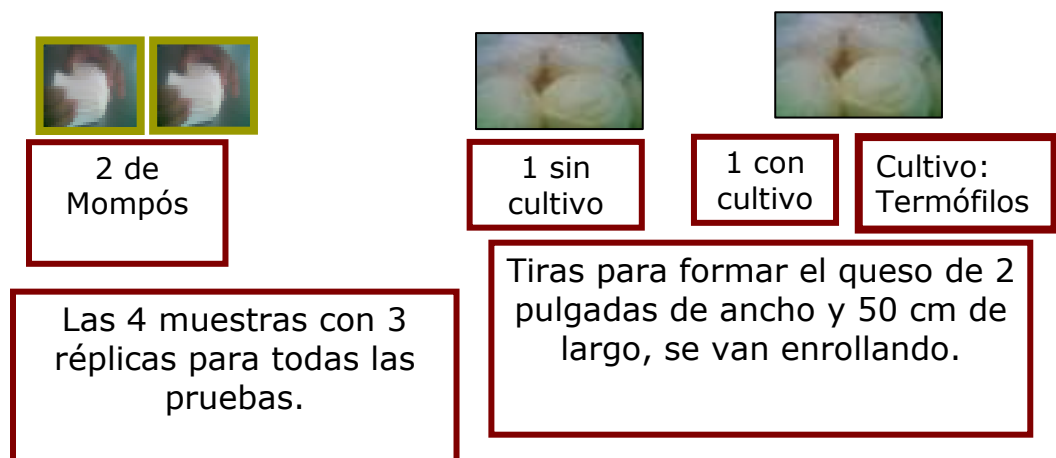 2 de
Mompós
1 sin
cultivo
1 con
cultivo
Cultivo:
Termófilos
Las 4 muestras con 3
réplicas para todas las
pruebas.
Tiras para formar el queso de 2
pulgadas de ancho y 50 cm de
largo, se van enrollando.